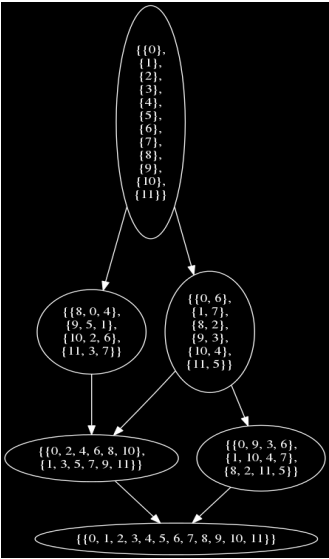 {{0},
{1},
{2},
{3},
{4},
{5},
{6},
{7},
{8},
{9},
{10},
{11}}
{{8, 0, 4},
{9, 5, 1},
{10, 2, 6},
{11, 3, 7}}
{{0, 6},
{1, 7},
{8, 2},
{9, 3},
{10, 4},
{11, 5}}
{{0, 2, 4, 6, 8, 10},
{1, 3, 5, 7, 9, 11}}
{{0, 9, 3, 6},
{1, 10, 4, 7},
{8, 2, 11, 5}}
{{0, 1, 2, 3, 4, 5, 6, 7, 8, 9, 10, 11}}